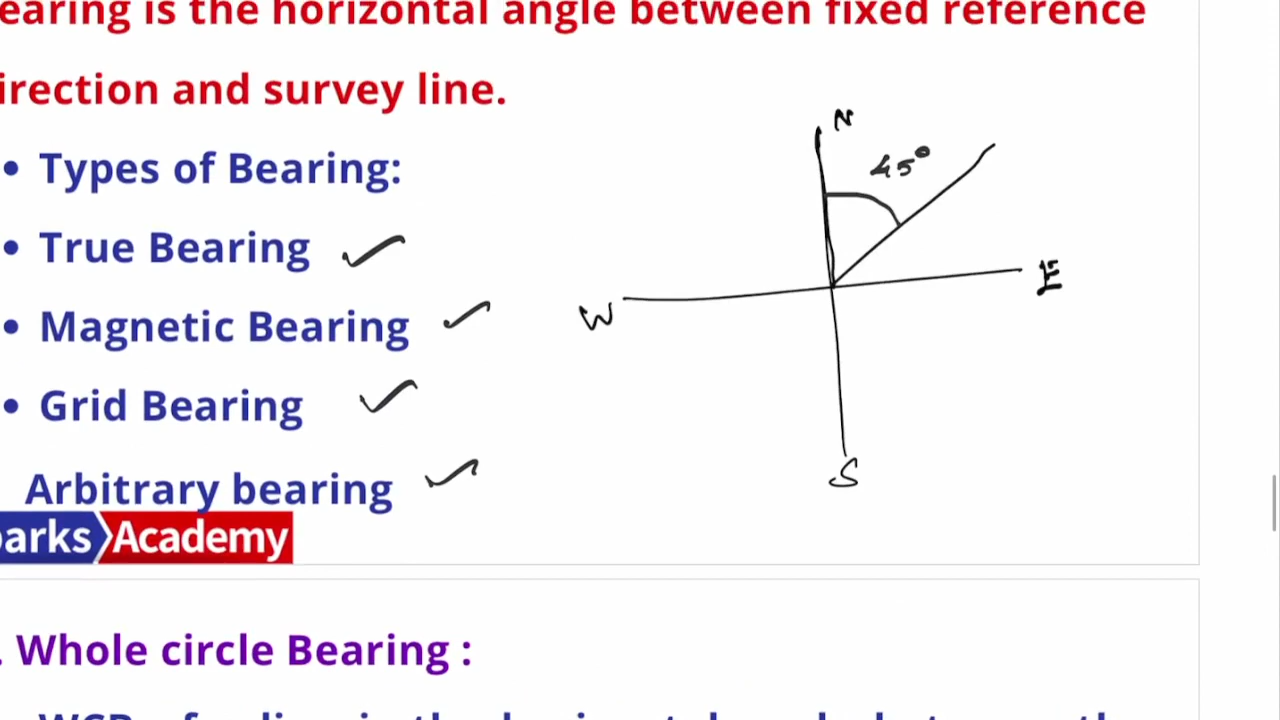 earing is the horizontal angle between fixed reference
irection and survey line.
• Types of Bearing:
• True Bearing
• Magnetic Bearing
• Grid Bearing
Arbitrary bearing
N
45°
E
W
S
arks Academy
. Whole circle Bearing :